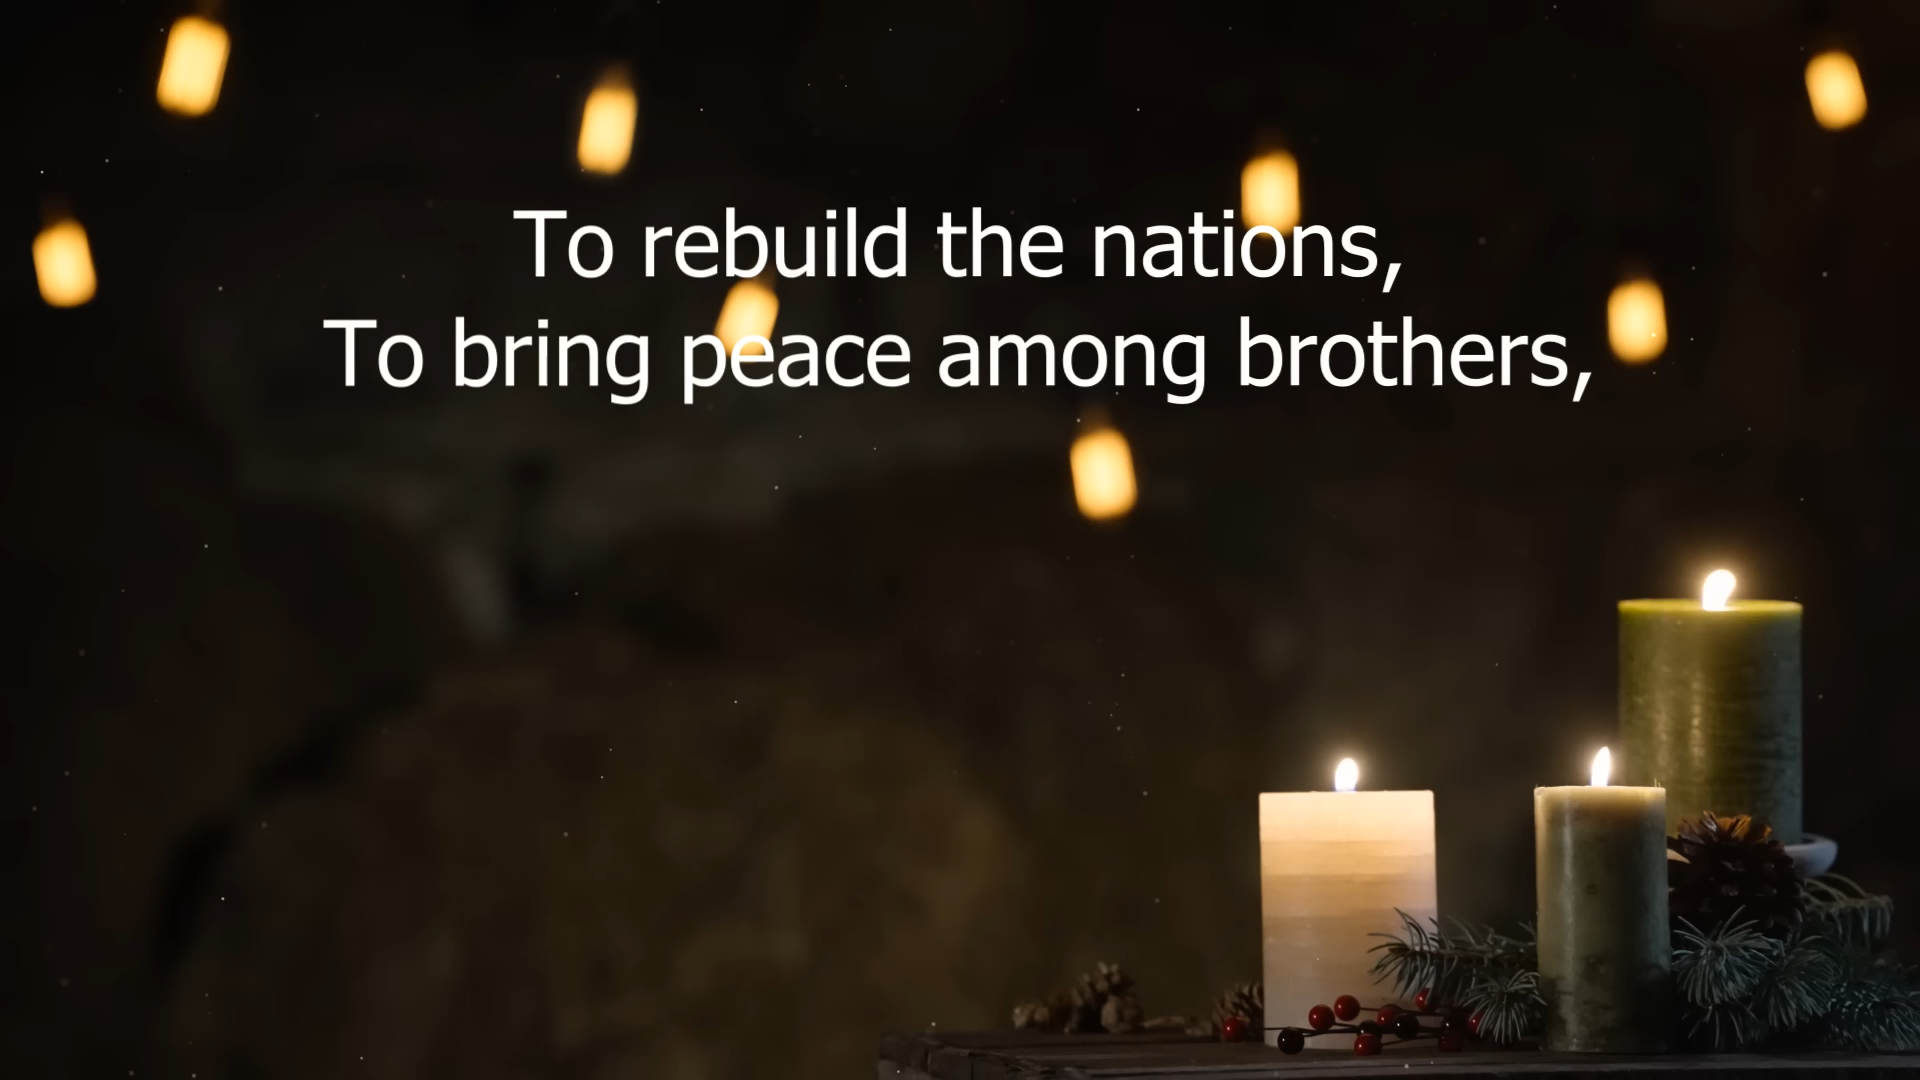 To rebuild the nations,
To bring peace among brothers,